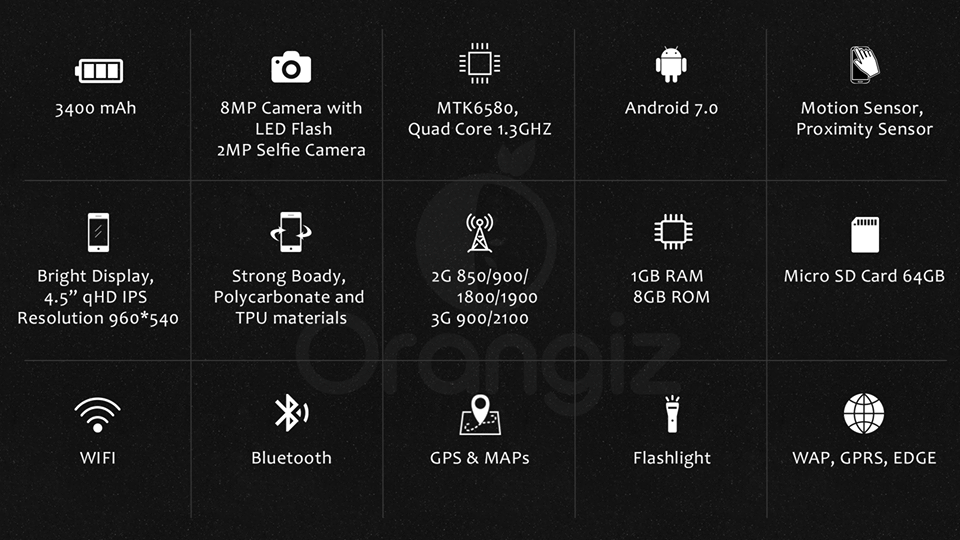 3400 mAh
8MP Camera with
LED Flash
2MP Selfie Camera
MTK6580,
Quad Core 1.3GHZ
Android 7.0
Motion Sensor,
Proximity Sensor
Bright Display,
4.5” qHD IPS
Resolution 960*540
Strong Boady,
Polycarbonate and
TPU materials
2G 850/900/
1800/1900
3G 900/2100
1GB RAM
8GB ROM
Micro SD Card 64GB
Orangiz
WIFI
Bluetooth
GPS & MAPs
Flashlight
WAP, GPRS, EDGE